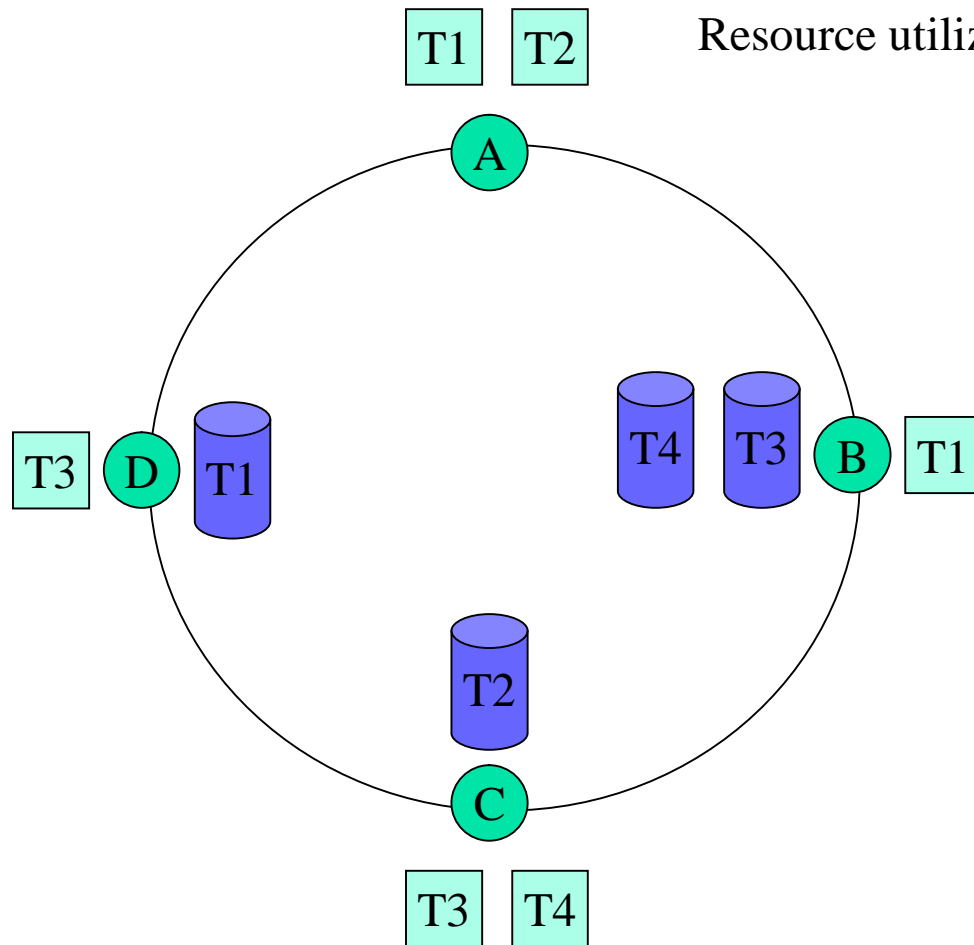 T1 T2
Resource utiliz
A
T4 T3 B T1
T3 D T1
T2
C
T3 T4